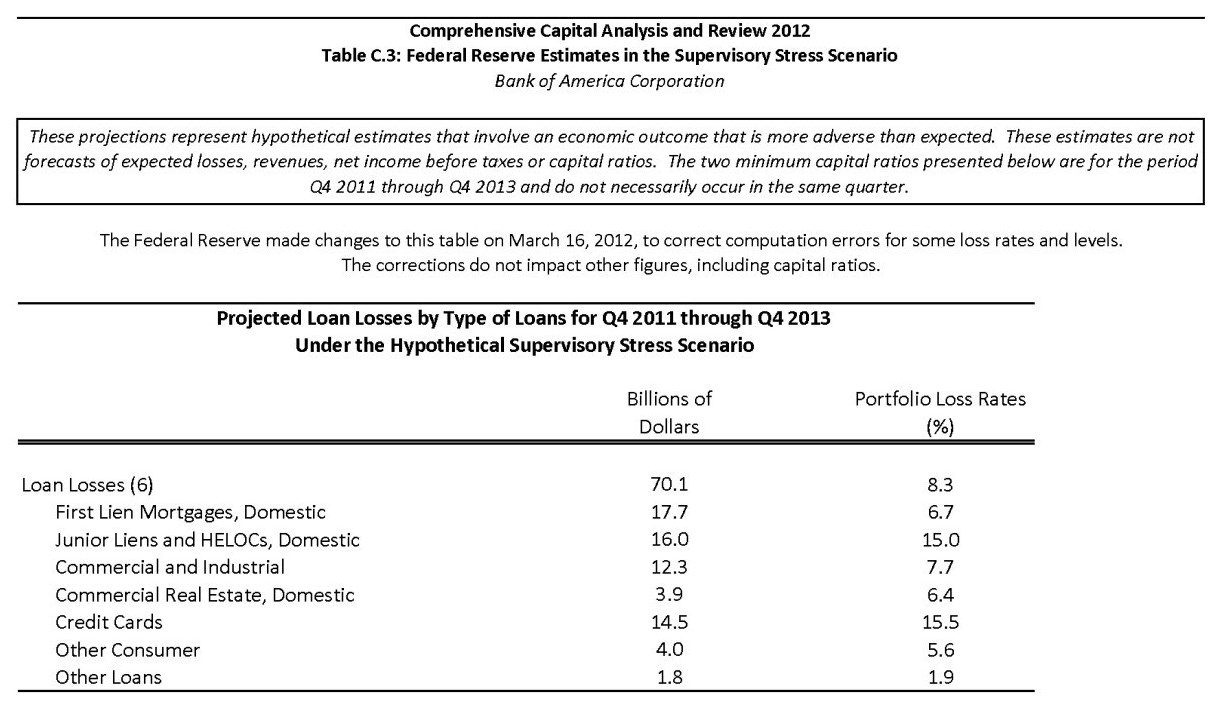 Comprehensive Capital Analysis and Review 2012
Table C.3: Federal Reserve Estimates in the Supervisory Stress Scenario
Bank of America Corporation
These projections represent hypothetical estimates that involve an economic outcome that is more adverse than expected. These estimates are not
forecasts of expected losses, revenues, net income before taxes or capital ratios. The two minimum capital ratios presented below are for the period
Q4 2011 through Q4 2013 and do not necessarily occur in the same quarter.
The Federal Reserve made changes to this table on March 16, 2012, to correct computation errors for some loss rates and levels.
The corrections do not impact other figures, including capital ratios.
Projected Loan Losses by Type of Loans for Q4 2011 through Q4 2013
Under the Hypothetical Supervisory Stress Scenario
Billions of Portfolio Loss Rates
Dollars (%)
Loan Losses (6) 70.1 8.3
First Lien Mortgages, Domestic 17.7 6.7
Junior Liens and HELOCs, Domestic 16.0 15.0
Commercial and Industrial 12.3 7.7
Commercial Real Estate, Domestic 3.9 6.4
Credit Cards 14.5 15.5
Other Consumer 4.0 5.6
Other Loans 1.8 1.9